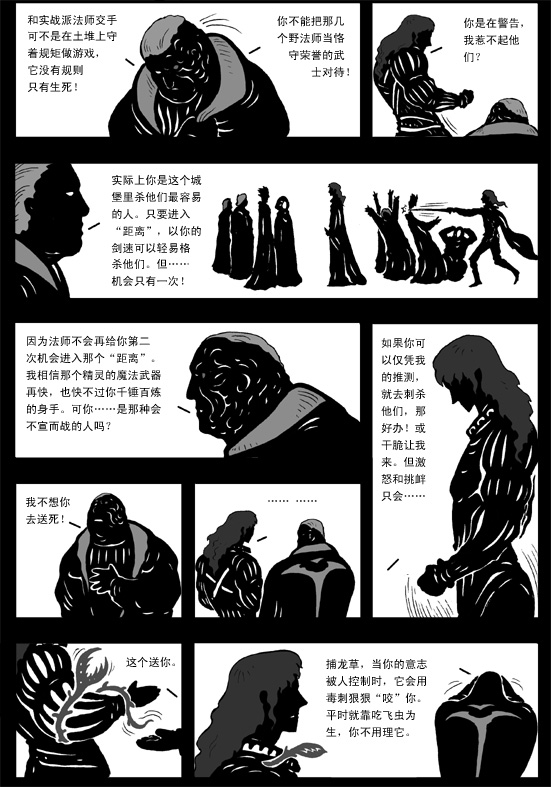 和实战派法师交手
可不是在土堆上守
着规矩做游戏，
它没有规则
只有生死！
你不能把那几
个野法师当恪
守荣誉的武
士对待！
你是在警告，
我惹不起他
们？
实际上你是这个城
堡里杀他们最容易
的人。只要进入
“距离”，以你的
剑速可以轻易格
杀他们。但……
机会只有一次！
因为法师不会再给你第二
次机会进入那个“距离”。
我相信那个精灵的魔法武器
再快，也快不过你千锤百炼
的身手。可你……是那种会
不宣而战的人吗？
如果你可
以仅凭我
的推测，
就去刺杀
他们，那
好办！或
干脆让我
来。但激
怒和挑衅
只会……
我不想你
去送死！
…… ……
这个送你。
捕龙草，当你的意志
被人控制时，它会用
毒刺狠狠“咬”你。
平时就靠吃飞虫为
生，你不用理它。